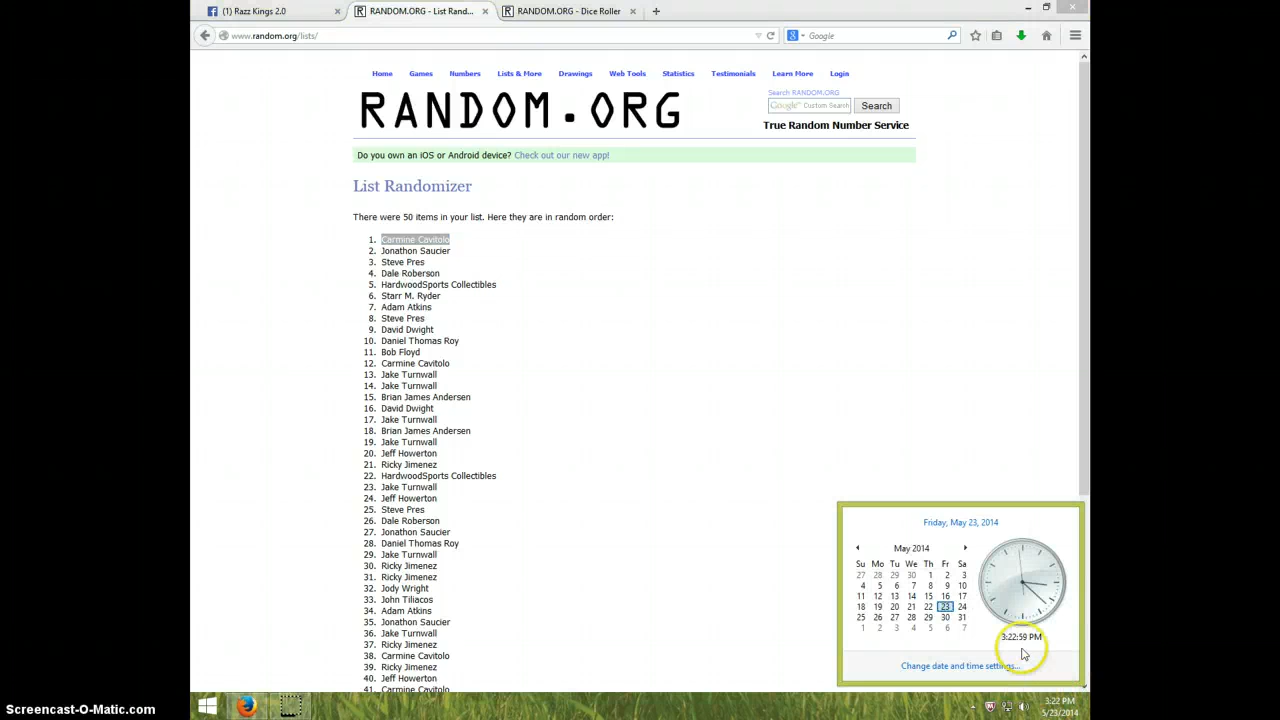 (1) Razz Kings 2.0
RANDOM.ORG - List Rand...
RANDOM.ORG - Dice Roller
www.random.org/lists/
Google
Home Games Numbers Lists & More Drawings Web Tools Statistics Testimonials Learn More Login
RANDOM.ORG
Search RANDOM.ORG
Google™ Custom Search
Search
True Random Number Service
Do you own an iOS or Android device? Check out our new app!
List Randomizer
There were 50 items in your list. Here they are in random order:
1. Carmine Cavitolo
2. Jonathon Saucier
3. Steve Pres
4. Dale Roberson
5. HardwoodSports Collectibles
6. Starr M. Ryder
7. Adam Atkins
8. Steve Pres
9. David Dwight
10. Daniel Thomas Roy
11. Bob Floyd
12. Carmine Cavitolo
13. Jake Turnwall
14. Jake Turnwall
15. Brian James Andersen
16. David Dwight
17. Jake Turnwall
18. Brian James Andersen
19. Jake Turnwall
20. Jeff Howerton
21. Ricky Jimenez
22. HardwoodSports Collectibles
23. Jake Turnwall
24. Jeff Howerton
25. Steve Pres
26. Dale Roberson
27. Jonathon Saucier
28. Daniel Thomas Roy
29. Jake Turnwall
30. Ricky Jimenez
31. Ricky Jimenez
32. Jody Wright
33. John Tiliacos
34. Adam Atkins
35. Jonathon Saucier
36. Jake Turnwall
37. Ricky Jimenez
38. Carmine Cavitolo
39. Ricky Jimenez
40. Jeff Howerton
41. Carmine Cavitolo
Friday, May 23, 2014
May 2014
Su Mo Tu We Th Fr Sa
27 28 29 30 1 2 3
4 5 6 7 8 9 10
11 12 13 14 15 16 17
18 19 20 21 22 23 24
25 26 27 28 29 30 31
1 2 3 4 5 6 7
3:22:59 PM
Change date and time settings...
3:22 PM
5/23/2014
Screencast-O-Matic.com